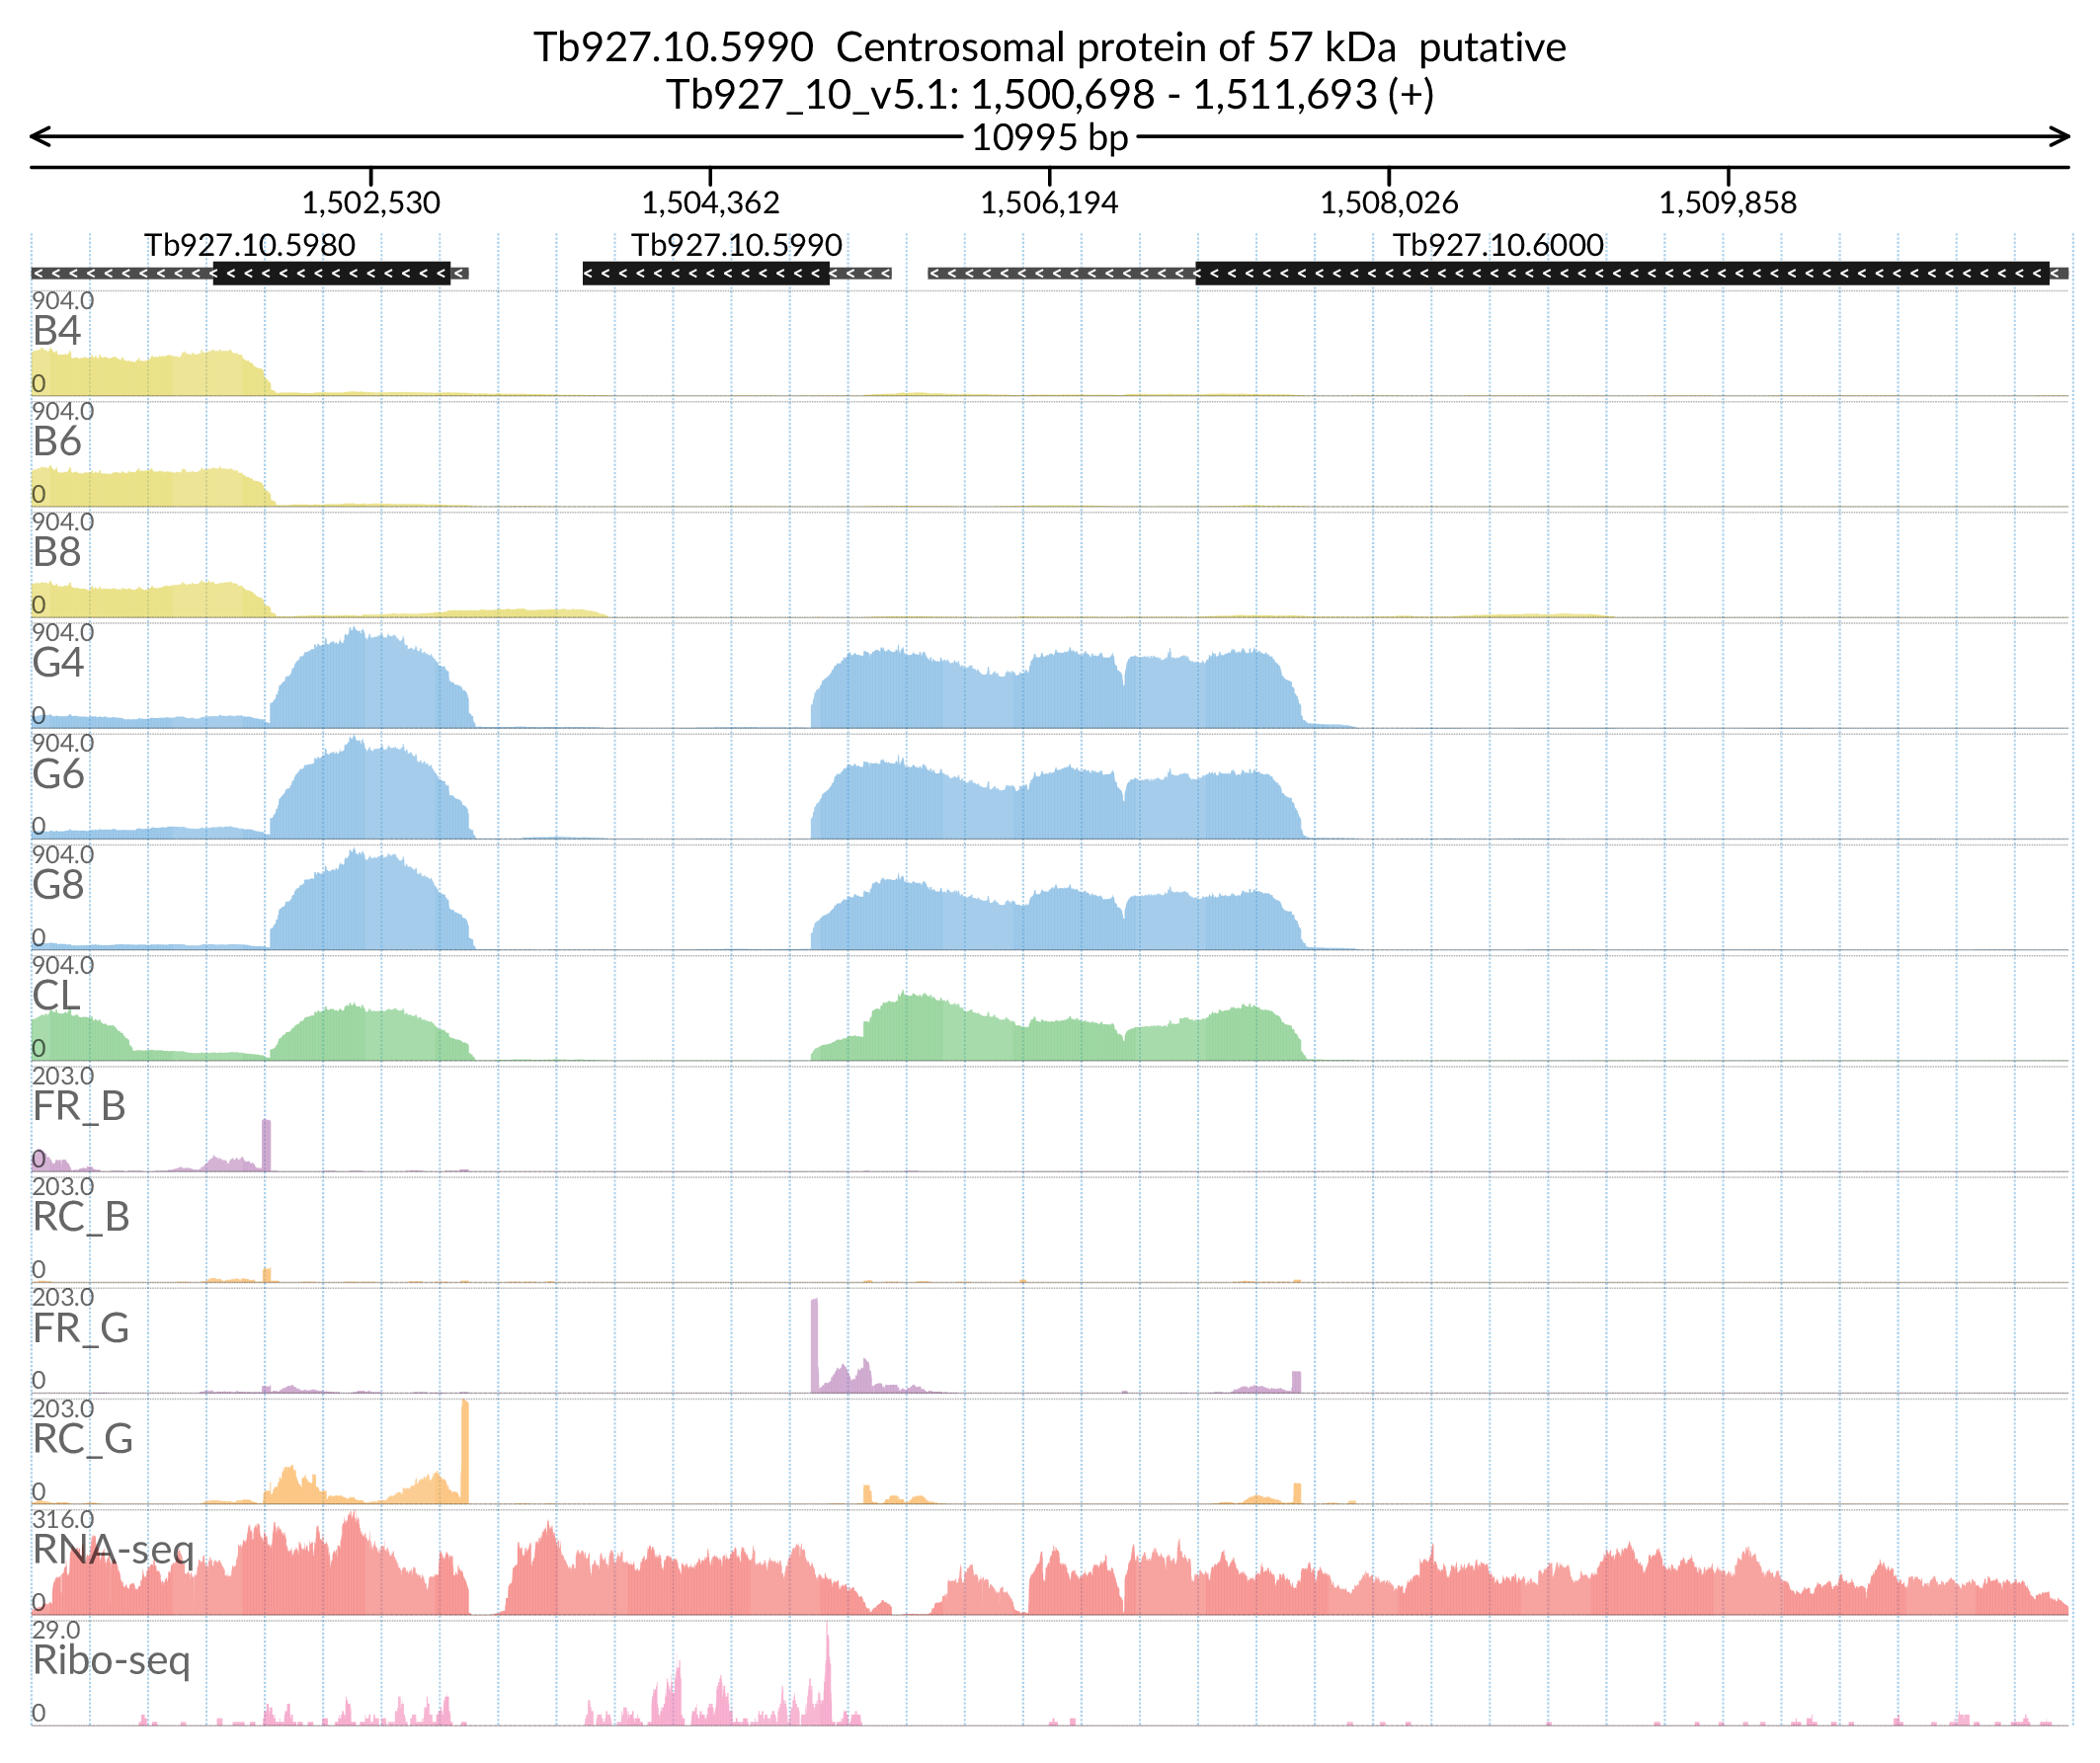 Tb927.10.5990  Centrosomal protein of 57 kDa  putative
Tb927_10_v5.1: 1,500,698 - 1,511,693 (+)
10995 bp
1,502,530 1,504,362 1,506,194 1,508,026 1,509,858
Tb927.10.5980 Tb927.10.5990 Tb927.10.6000
904.0
B4
0
904.0
B6
0
904.0
B8
0
904.0
G4
0
904.0
G6
0
904.0
G8
0
904.0
CL
0
203.0
FR_B
0
203.0
RC_B
0
203.0
FR_G
0
203.0
RC_G
0
316.0
RNA-seq
0
29.0
Ribo-seq
0